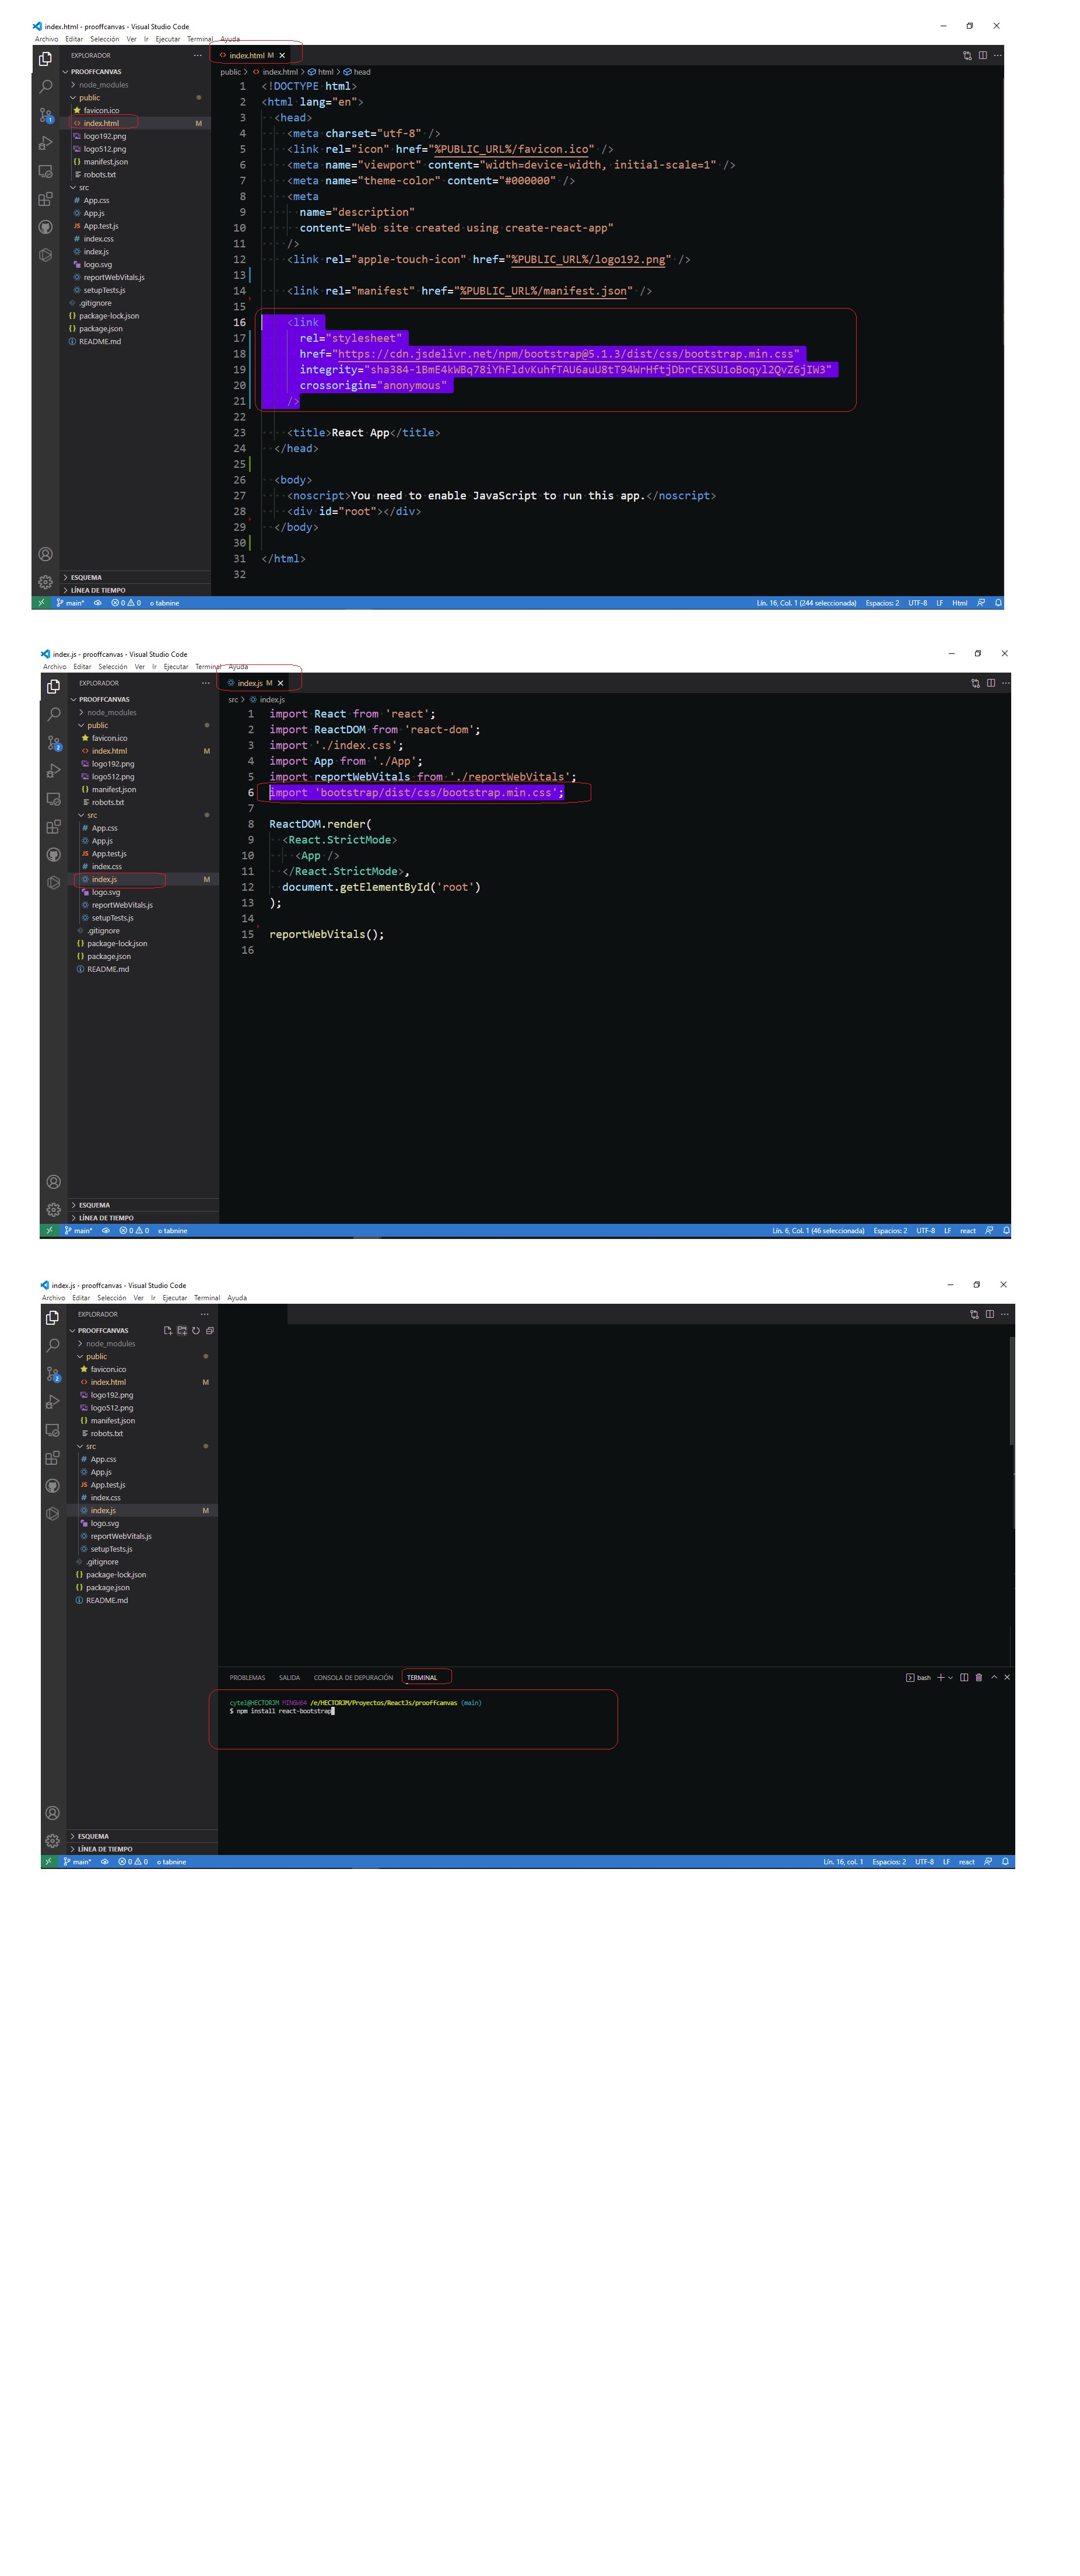 index.html - prooffcanvas - Visual Studio Code
Archivo Editar Selección Ver Ir Ejecutar Terminal Ayuda
EXPLORADOR
index.html M
PROOFFCANVAS
public > index.html > html > head
node_modules
public
favicon.ico
index.html M
logo192.png
logo512.png
manifest.json
robots.txt
src
App.css
App.js
App.test.js
index.css
index.js
logo.svg
reportWebVitals.js
setupTests.js
.gitignore
package-lock.json
package.json
README.md
1 <!DOCTYPE html>
2 <html lang="en">
3 <head>
4 <meta charset="utf-8" />
5 <link rel="icon" href="%PUBLIC_URL%/favicon.ico" />
6 <meta name="viewport" content="width=device-width, initial-scale=1" />
7 <meta name="theme-color" content="#000000" />
8 <meta
9 name="description"
10 content="Web site created using create-react-app"
11 />
12 <link rel="apple-touch-icon" href="%PUBLIC_URL%/logo192.png" />
13
14 <link rel="manifest" href="%PUBLIC_URL%/manifest.json" />
15
16 <link
17 rel="stylesheet"
18 href="https://cdn.jsdelivr.net/npm/bootstrap@5.1.3/dist/css/bootstrap.min.css"
19 integrity="sha384-1BmE4kWBq78iYhFldvKuhfTAU6auU8tT94WrHftjDbrCEXSU1oBoqyl2QvZ6jIW3"
20 crossorigin="anonymous"
21 />
22
23 <title>React App</title>
24 </head>
25
26 <body>
27 <noscript>You need to enable JavaScript to run this app.</noscript>
28 <div id="root"></div>
29 </body>
30
31 </html>
32
ESQUEMA
LÍNEA DE TIEMPO
main* 0 0 tabnine
Lín. 16, Col. 1 (244 seleccionada) Espacios: 2 UTF-8 LF Html
index.js - prooffcanvas - Visual Studio Code
Archivo Editar Selección Ver Ir Ejecutar Terminal Ayuda
EXPLORADOR
index.js M
PROOFFCANVAS
src > index.js
node_modules
public
favicon.ico
index.html M
logo192.png
logo512.png
manifest.json
robots.txt
src
App.css
App.js
App.test.js
index.css
index.js M
logo.svg
reportWebVitals.js
setupTests.js
.gitignore
package-lock.json
package.json
README.md
1 import React from 'react';
2 import ReactDOM from 'react-dom';
3 import './index.css';
4 import App from './App';
5 import reportWebVitals from './reportWebVitals';
6 import 'bootstrap/dist/css/bootstrap.min.css';
7
8 ReactDOM.render(
9 <React.StrictMode>
10 <App />
11 </React.StrictMode>,
12 document.getElementById('root')
13 );
14
15 reportWebVitals();
16
ESQUEMA
LÍNEA DE TIEMPO
main* 0 0 tabnine
Lín. 6, Col. 1 (46 seleccionada) Espacios: 2 UTF-8 LF react
index.js - prooffcanvas - Visual Studio Code
Archivo Editar Selección Ver Ir Ejecutar Terminal Ayuda
EXPLORADOR
PROOFFCANVAS
node_modules
public
favicon.ico
index.html M
logo192.png
logo512.png
manifest.json
robots.txt
src
App.css
App.js
App.test.js
index.css
index.js M
logo.svg
reportWebVitals.js
setupTests.js
.gitignore
package-lock.json
package.json
README.md
PROBLEMAS SALIDA CONSOLA DE DEPURACIÓN TERMINAL bash
cytel@HECTORJM MINGW64 /e/HECTORJM/Proyectos/ReactJs/prooffcanvas (main)
$ npm install react-bootstrap
ESQUEMA
LÍNEA DE TIEMPO
main* 0 0 tabnine
Lín. 16, col. 1 Espacios: 2 UTF-8 LF react